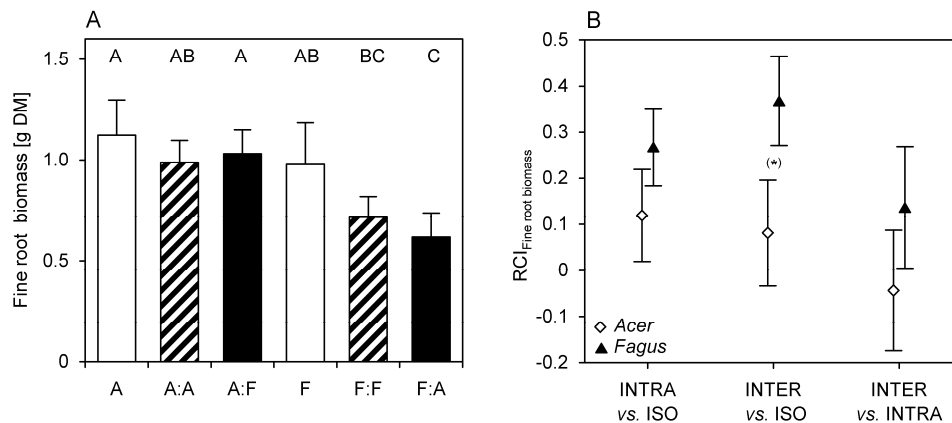 A
Fine root biomass [g DM]
1.5
1.0
0.5
0
A AB A AB BC C
A A:A A:F F F:F F:A
B
RCI Fine root biomass
0.5
0.4
0.3
0.2
0.1
0
-0.1
-0.2
(*)
Acer
Fagus
INTRA INTER INTER
vs. ISO vs. ISO vs. INTRA